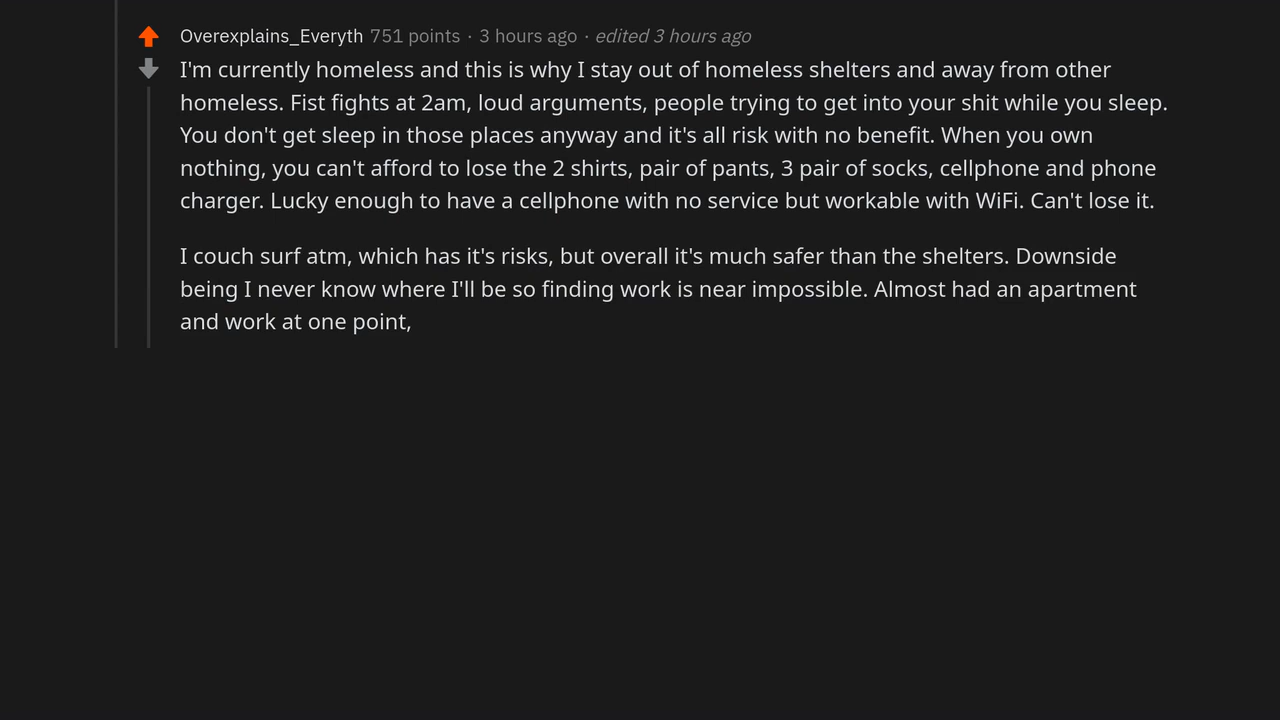 Overexplains_Everyth 751 points · 3 hours ago · edited 3 hours ago
I'm currently homeless and this is why I stay out of homeless shelters and away from other
homeless. Fist fights at 2am, loud arguments, people trying to get into your shit while you sleep.
You don't get sleep in those places anyway and it's all risk with no benefit. When you own
nothing, you can't afford to lose the 2 shirts, pair of pants, 3 pair of socks, cellphone and phone
charger. Lucky enough to have a cellphone with no service but workable with WiFi. Can't lose it.
I couch surf atm, which has it's risks, but overall it's much safer than the shelters. Downside
being I never know where I'll be so finding work is near impossible. Almost had an apartment
and work at one point,